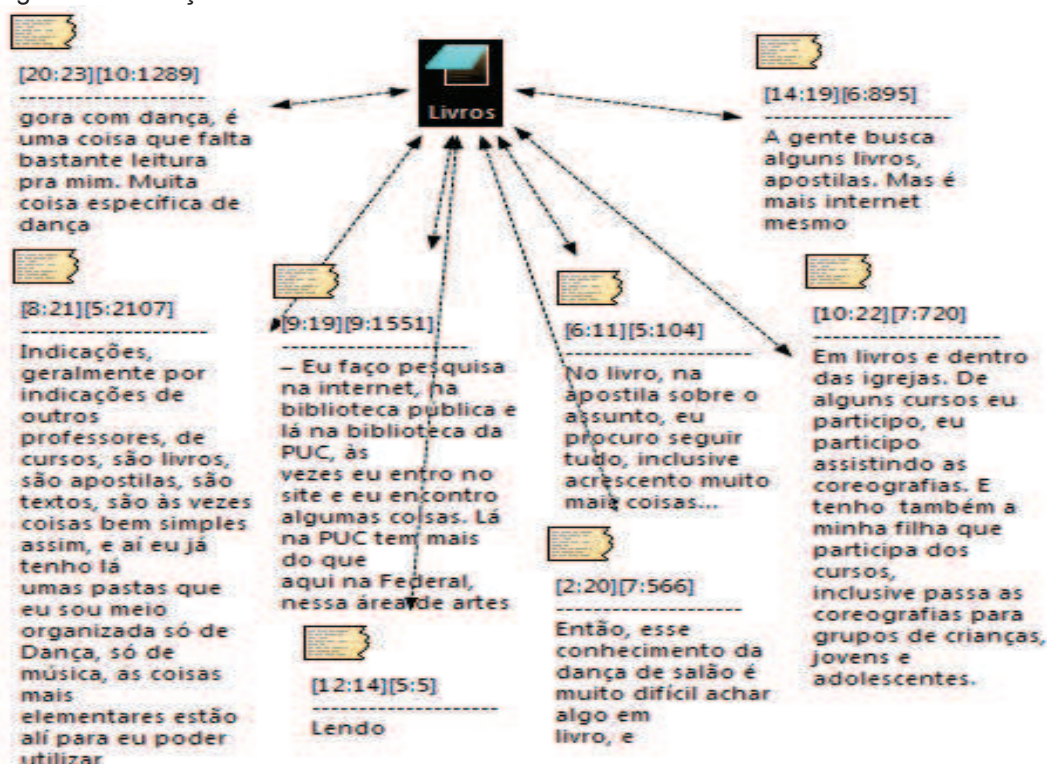 [20:23][10:1289]
--------------------
gora com dança, é
uma coisa que falta
bastante leitura
pra mim. Muita
coisa específica de
dança
Livros
[14:19][6:895]
--------------------
A gente busca
alguns livros,
apostilas. Mas é
mais internet
mesmo
[8:21][5:2107]
--------------------
Indicações,
geralmente por
indicações de
outros
professores, de
cursos, são livros,
são apostilas, são
textos, são às vezes
coisas bem simples
assim, e aí eu já
tenho lá
umas pastas que
eu sou meio
organizada só de
Dança, só de
música, as coisas
mais
elementares estão
alí para eu poder
utilizar
[9:19][9:1551]
--------------------
– Eu faço pesquisa
na internet, na
biblioteca pública e
lá na biblioteca da
PUC, às
vezes eu entro no
site e eu encontro
algumas coisas. Lá
na PUC tem mais
do que
aqui na Federal,
nessa área de artes
[12:14][5:5]
--------------------
Lendo
[6:11][5:104]
--------------------
No livro, na
apostila sobre o
assunto, eu
procuro seguir
tudo, inclusive
acrescento muito
mais coisas...
[2:20][7:566]
--------------------
Então, esse
conhecimento da
dança de salão é
muito difícil achar
algo em
livro, e
[10:22][7:720]
--------------------
Em livros e dentro
das igrejas. De
alguns cursos eu
participo, eu
participo
assistindo as
coreografias. E
tenho também a
minha filha que
participa dos
cursos,
inclusive passa as
coreografias para
grupos de crianças,
jovens e
adolescentes.